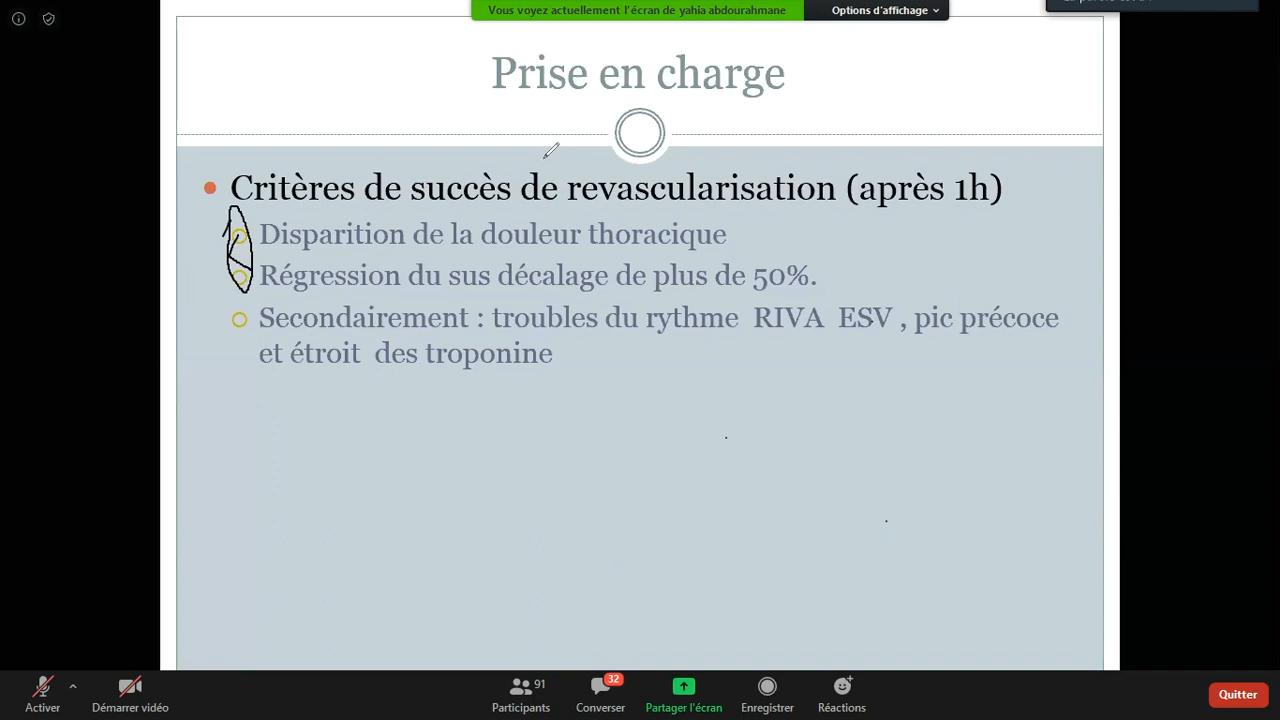 Vous voyez actuellement l'écran de yahia abdourahmane
Options d'affichage
Prise en charge
Critères de succès de revascularisation (après 1h)
Disparition de la douleur thoracique
Régression du sus décalage de plus de 50%.
Secondairement : troubles du rythme RIVA ESV , pic précoce
et étroit des troponine
91
32
Activer
Démarrer vidéo
Participants
Converser
Partager l'écran
Enregistrer
Réactions
Quitter